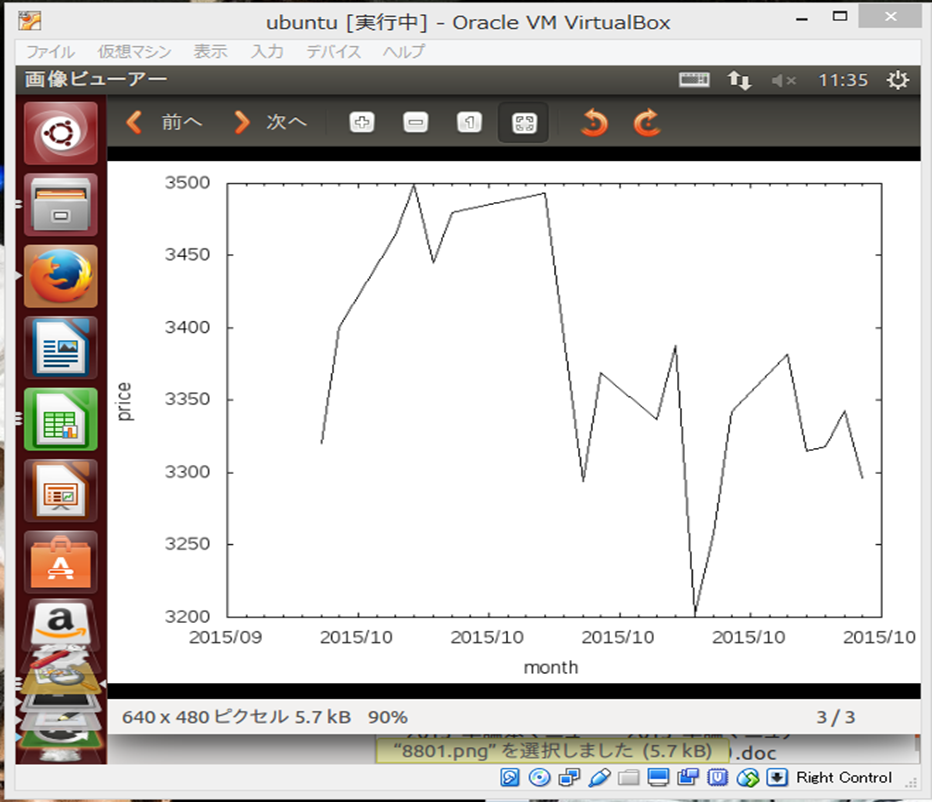 ubuntu [実行中] - Oracle VM VirtualBox
ファイル 仮想マシン 表示 入力 デバイス ヘルプ
画像ビューアー 11:35
前へ 次へ
3500
3450
3400
3350
3300
3250
3200
price
2015/09 2015/10 2015/10 2015/10 2015/10 2015/10
month
640 x 480 ピクセル 5.7 kB 90% 3 / 3
“8801.png” を選択しました (5.7 kB) ).doc
Right Control